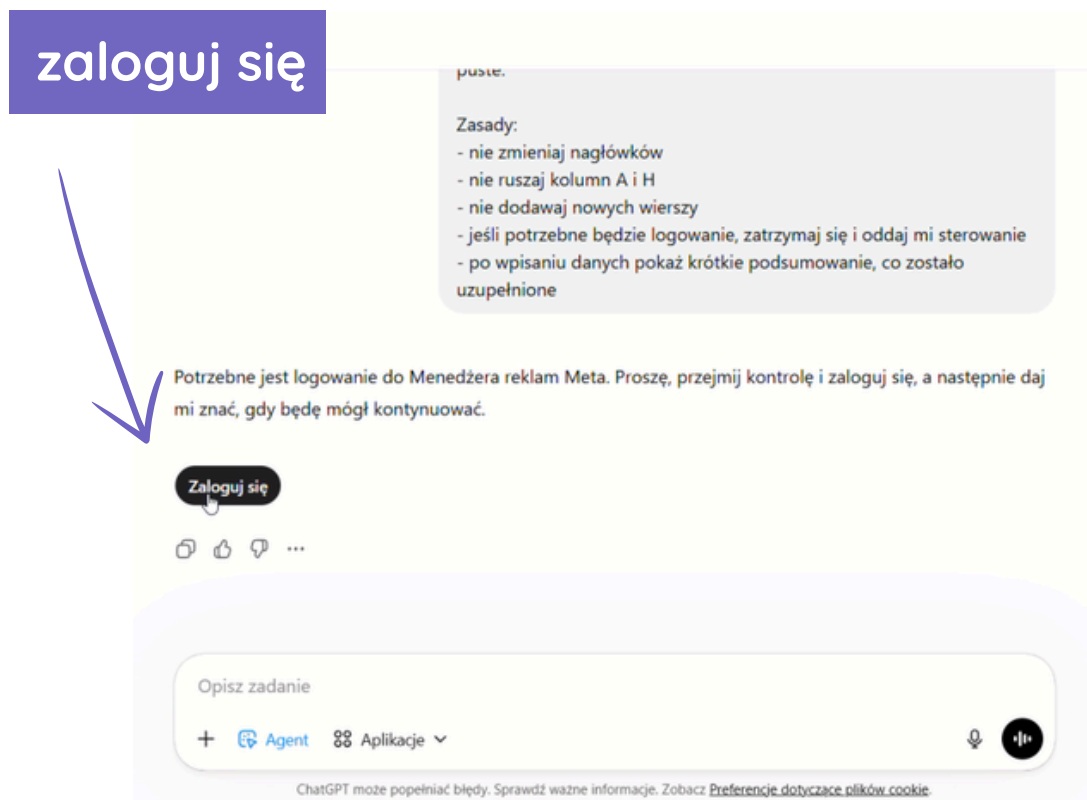 zaloguj się
puste.
Zasady:
- nie zmieniaj nagłówków
- nie ruszaj kolumn A i H
- nie dodawaj nowych wierszy
- jeśli potrzebne będzie logowanie, zatrzymaj się i oddaj mi sterowanie
- po wpisaniu danych pokaż krótkie podsumowanie, co zostało
uzupełnione
Potrzebne jest logowanie do Menedżera reklam Meta. Proszę, przejmij kontrolę i zaloguj się, a następnie daj
mi znać, gdy będę mógł kontynuować.
Zaloguj się
Opisz zadanie
Agent Aplikacje
ChatGPT może popełniać błędy. Sprawdź ważne informacje. Zobacz Preferencje dotyczące plików cookie.